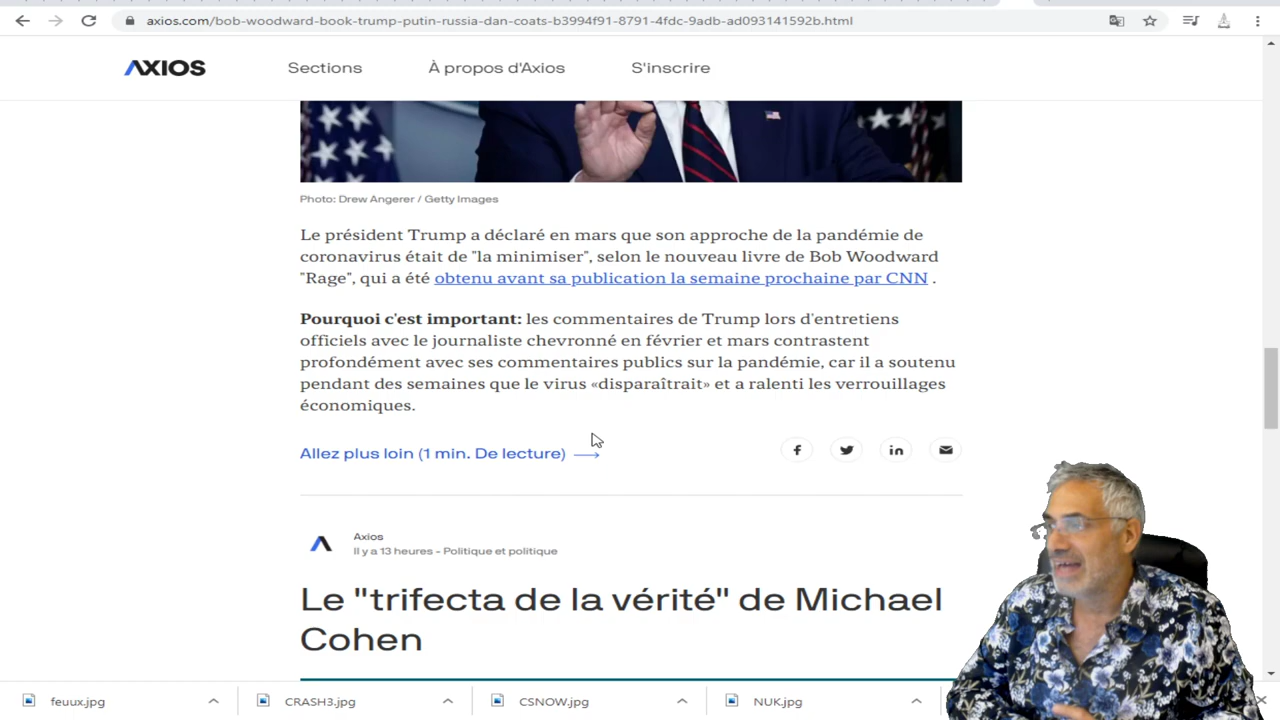 axios.com/bob-woodward-book-trump-putin-russia-dan-coats-b3994f91-8791-4fdc-9adb-ad093141592b.html
AXIOS
Sections
À propos d'Axios
S'inscrire
Photo: Drew Angerer / Getty Images
Le président Trump a déclaré en mars que son approche de la pandémie de
coronavirus était de "la minimiser", selon le nouveau livre de Bob Woodward
"Rage", qui a été obtenu avant sa publication la semaine prochaine par CNN .
Pourquoi c'est important: les commentaires de Trump lors d'entretiens
officiels avec le journaliste chevronné en février et mars contrastent
profondément avec ses commentaires publics sur la pandémie, car il a soutenu
pendant des semaines que le virus «disparaîtrait» et a ralenti les verrouillages
économiques.
Allez plus loin (1 min. De lecture)
Axios
Il y a 13 heures - Politique et politique
Le "trifecta de la vérité" de Michael
Cohen
feuux.jpg
CRASH3.jpg
CSNOW.jpg
NUK.jpg